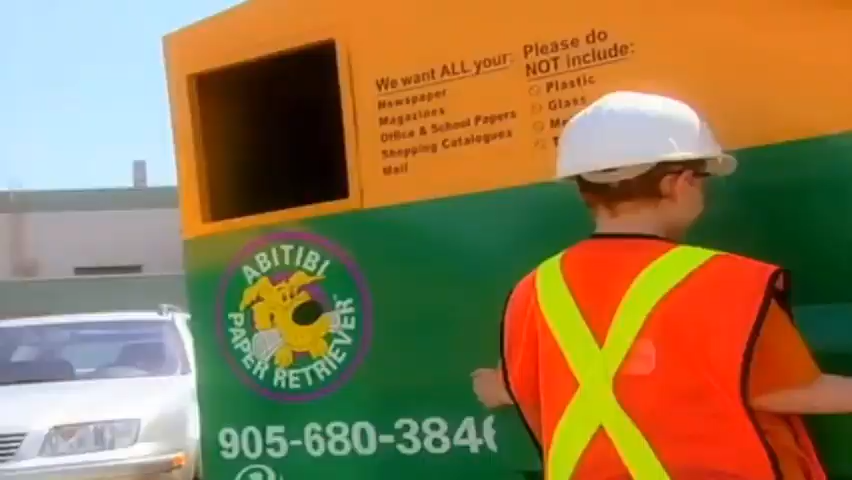 We want ALL your:
Newspaper
Magazines
Office & School Papers
Shopping Catalogues
Mail
Please do
NOT include:
Plastic
Glass
ABITIBI
PAPER RETRIEVER
905-680-384